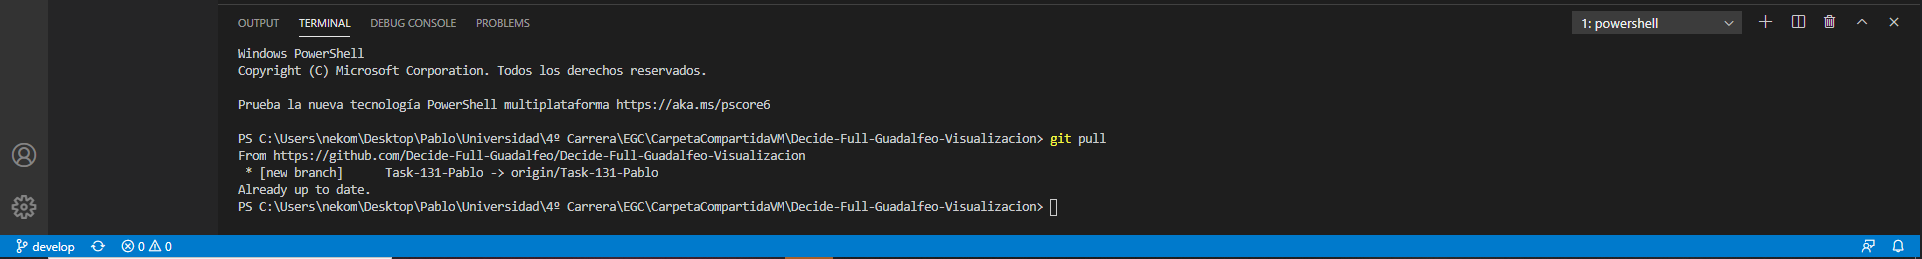 OUTPUT TERMINAL DEBUG CONSOLE PROBLEMS 1: powershell
Windows PowerShell
Copyright (C) Microsoft Corporation. Todos los derechos reservados.
Prueba la nueva tecnología PowerShell multiplataforma https://aka.ms/pscore6
PS C:\Users\nekom\Desktop\Pablo\Universidad\4º Carrera\EGC\CarpetaCompartidaVM\Decide-Full-Guadalfeo-Visualizacion> git pull
From https://github.com/Decide-Full-Guadalfeo/Decide-Full-Guadalfeo-Visualizacion
 * [new branch]      Task-131-Pablo -> origin/Task-131-Pablo
Already up to date.
PS C:\Users\nekom\Desktop\Pablo\Universidad\4º Carrera\EGC\CarpetaCompartidaVM\Decide-Full-Guadalfeo-Visualizacion>
develop 0 0